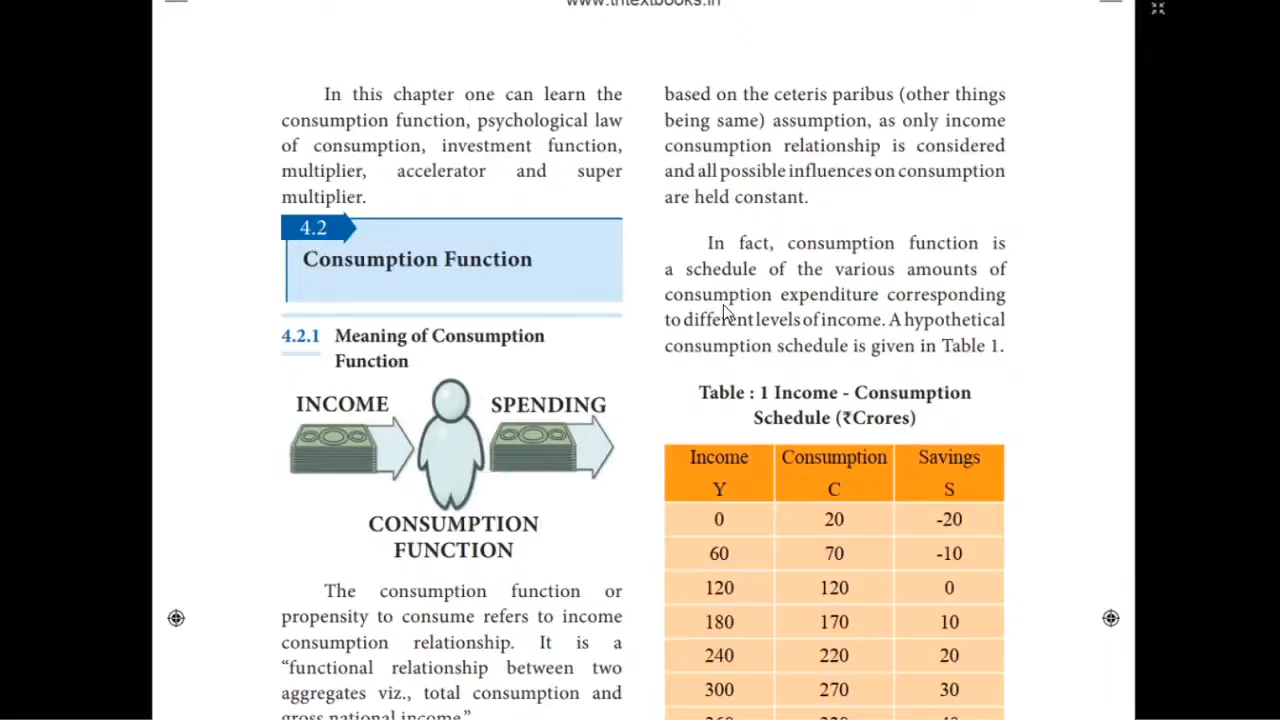 www.tntextbooks.in
In this chapter one can learn the
consumption function, psychological law
of consumption, investment function,
multiplier, accelerator and super
multiplier.
4.2
Consumption Function
4.2.1 Meaning of Consumption
Function
INCOME SPENDING
CONSUMPTION
FUNCTION
The consumption function or
propensity to consume refers to income
consumption relationship. It is a
“functional relationship between two
aggregates viz., total consumption and
gross national income”
based on the ceteris paribus (other things
being same) assumption, as only income
consumption relationship is considered
and all possible influences on consumption
are held constant.
In fact, consumption function is
a schedule of the various amounts of
consumption expenditure corresponding
to different levels of income. A hypothetical
consumption schedule is given in Table 1.
Table : 1 Income - Consumption
Schedule (₹Crores)
Income Consumption Savings
Y C S
0 20 -20
60 70 -10
120 120 0
180 170 10
240 220 20
300 270 30